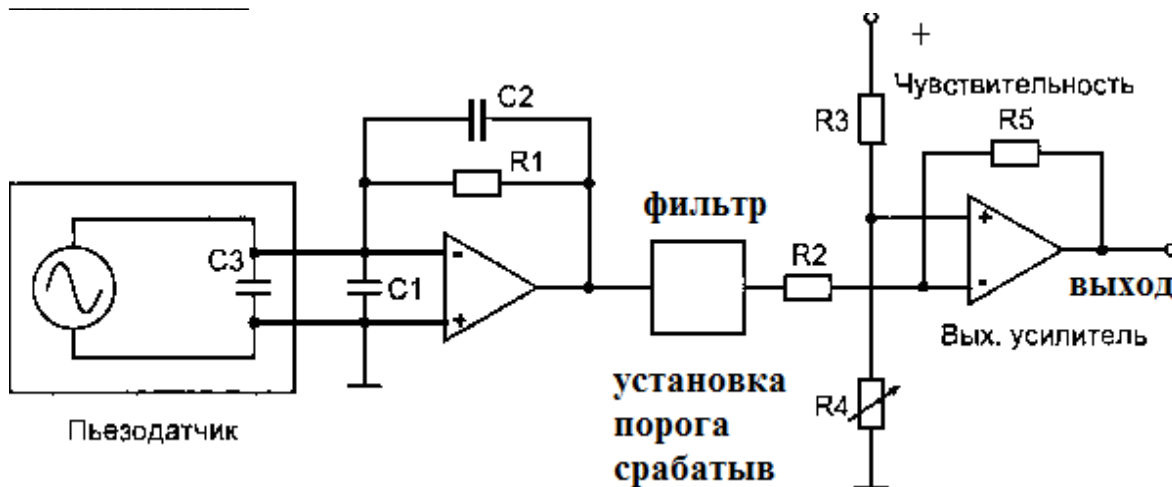 +
Чувствительность
C2
R3
R5
R1
фильтр
+
C3
-
R2
C1
-
+
выход
Вых. усилитель
установка
порога
срабатыв
R4
Пьезодатчик